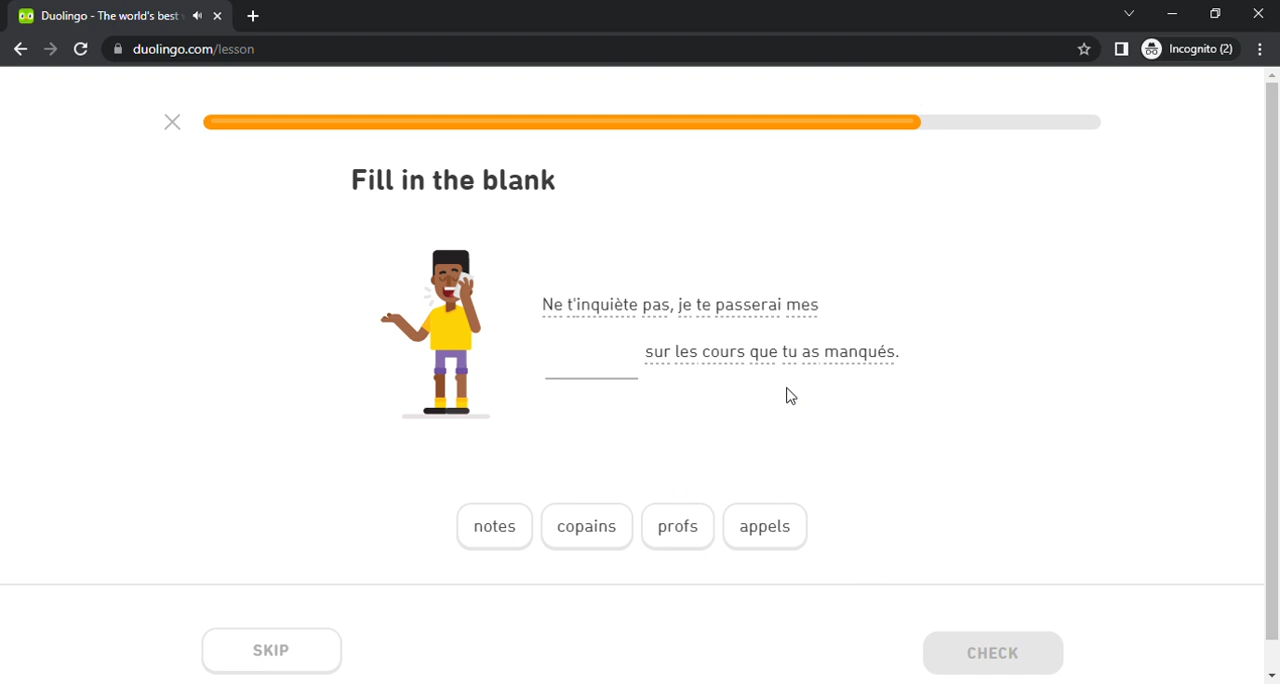 Duolingo - The world's best
duolingo.com/lesson
Incognito (2)
Fill in the blank
Ne t'inquiète pas, je te passerai mes
sur les cours que tu as manqués.
notes copains profs appels
SKIP CHECK